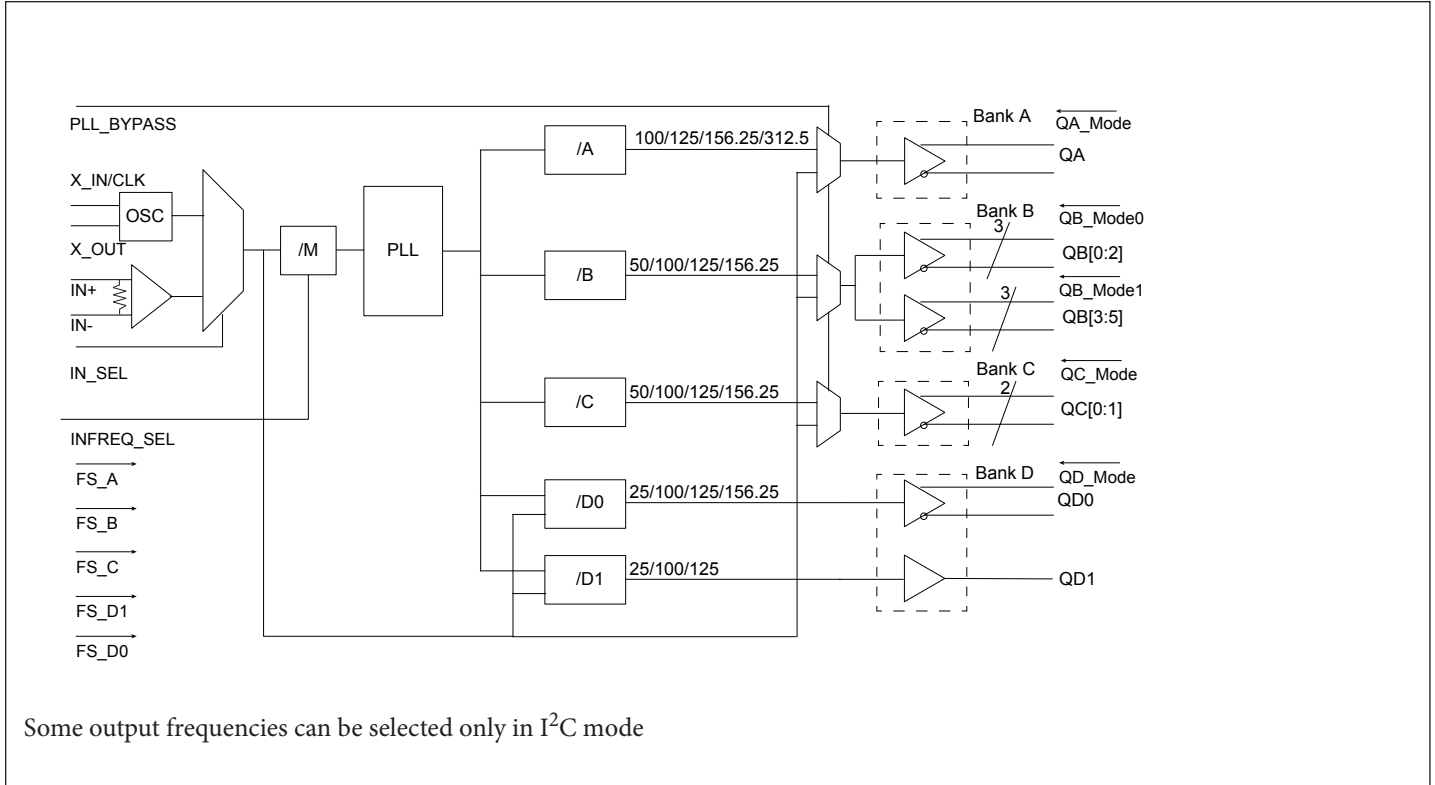 PLL_BYPASS
X_IN/CLK
OSC
X_OUT
IN+
IN-
IN_SEL
INFREQ_SEL
FS_A
FS_B
FS_C
FS_D1
FS_D0
/M
PLL
/A
100/125/156.25/312.5
/B
50/100/125/156.25
/C
50/100/125/156.25
/D0
25/100/125/156.25
/D1
25/100/125
Bank A
QA_Mode
QA
Bank B
3
QB_Mode0
QB[0:2]
3
QB_Mode1
QB[3:5]
Bank C
2
QC_Mode
QC[0:1]
Bank D
QD_Mode
QD0
QD1
Some output frequencies can be selected only in I²C mode